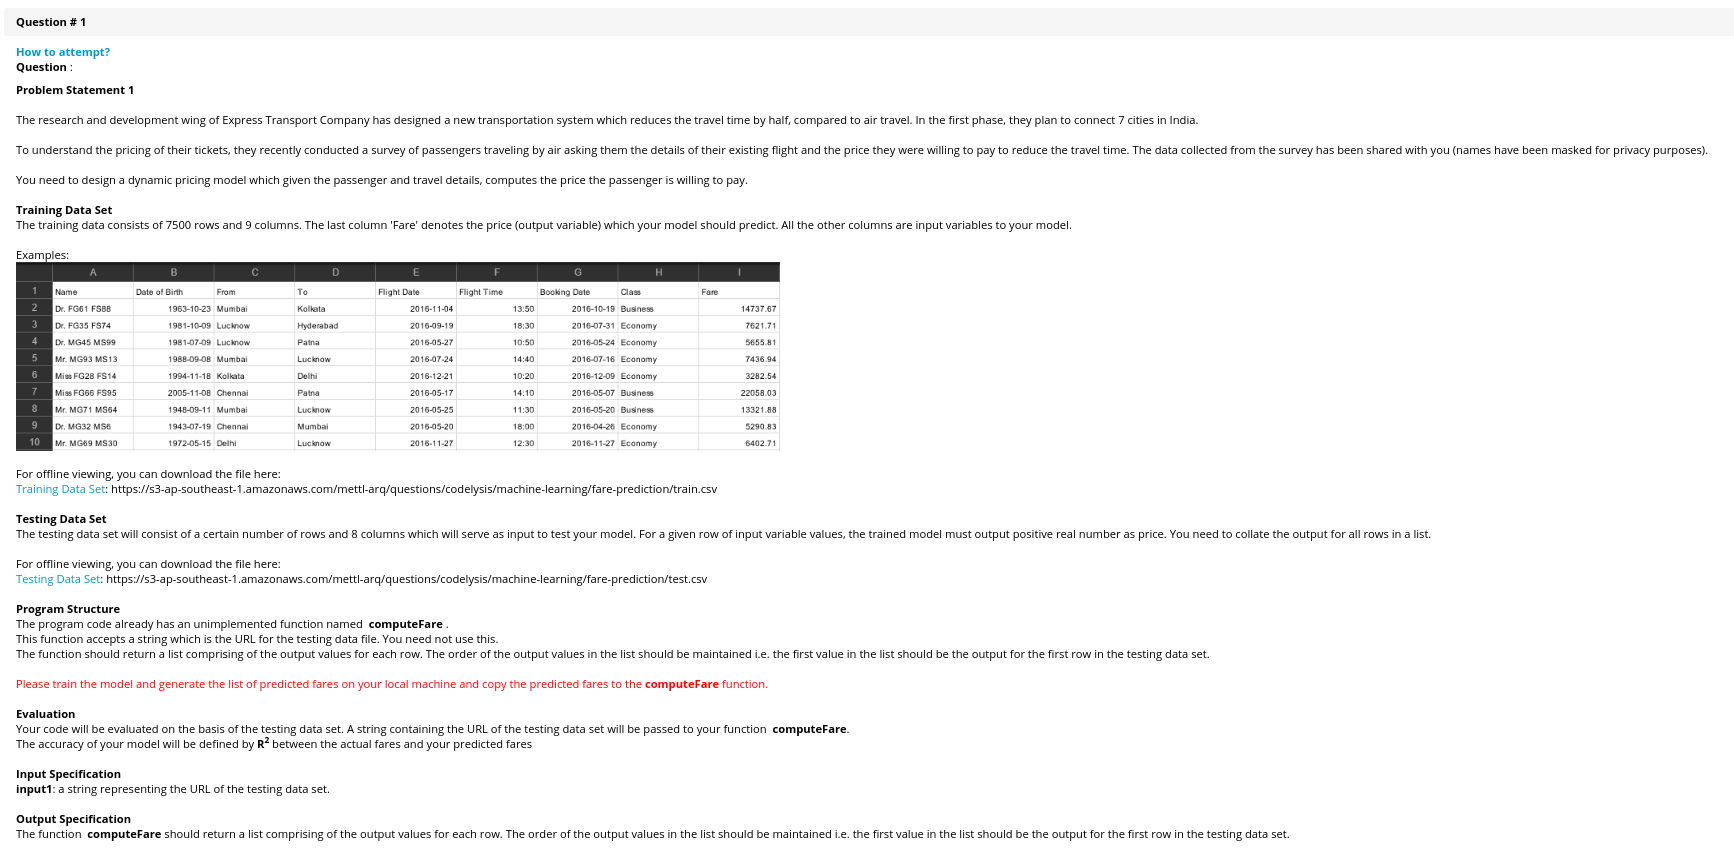 Question # 1
How to attempt?
Question :
Problem Statement 1
The research and development wing of Express Transport Company has designed a new transportation system which reduces the travel time by half, compared to air travel. In the first phase, they plan to connect 7 cities in India.
To understand the pricing of their tickets, they recently conducted a survey of passengers traveling by air asking them the details of their existing flight and the price they were willing to pay to reduce the travel time. The data collected from the survey has been shared with you (names have been masked for privacy purposes).
You need to design a dynamic pricing model which given the passenger and travel details, computes the price the passenger is willing to pay.
Training Data Set
The training data consists of 7500 rows and 9 columns. The last column 'Fare' denotes the price (output variable) which your model should predict. All the other columns are input variables to your model.
Examples:
A B C D E F G H I
1 Name Date of Birth From To Flight Date Flight Time Booking Date Class Fare
2 Dr. FG61 FS88 1963-10-23 Mumbai Kolkata 2016-11-04 13:50 2016-10-19 Business 14737.67
3 Dr. FG35 FS74 1981-10-09 Lucknow Hyderabad 2016-09-19 18:30 2016-07-31 Economy 7621.71
4 Dr. MG45 MS99 1981-07-09 Lucknow Patna 2016-05-27 10:50 2016-05-24 Economy 5655.81
5 Mr. MG93 MS13 1988-09-08 Mumbai Lucknow 2016-07-24 14:40 2016-07-16 Economy 7436.94
6 Miss FG28 FS14 1994-11-18 Kolkata Delhi 2016-12-21 10:20 2016-12-09 Economy 3282.54
7 Miss FG66 FS95 2005-11-08 Chennai Patna 2016-05-17 14:10 2016-05-07 Business 22058.03
8 Mr. MG71 MS64 1948-09-11 Mumbai Lucknow 2016-05-25 11:30 2016-05-20 Business 13321.88
9 Dr. MG32 MS6 1943-07-19 Chennai Mumbai 2016-05-20 18:00 2016-04-26 Economy 5290.83
10 Mr. MG69 MS30 1972-05-15 Delhi Lucknow 2016-11-27 12:30 2016-11-27 Economy 6402.71
For offline viewing, you can download the file here:
Training Data Set: https://s3-ap-southeast-1.amazonaws.com/mettl-arq/questions/codelysis/machine-learning/fare-prediction/train.csv
Testing Data Set
The testing data set will consist of a certain number of rows and 8 columns which will serve as input to test your model. For a given row of input variable values, the trained model must output positive real number as price. You need to collate the output for all rows in a list.
For offline viewing, you can download the file here:
Testing Data Set: https://s3-ap-southeast-1.amazonaws.com/mettl-arq/questions/codelysis/machine-learning/fare-prediction/test.csv
Program Structure
The program code already has an unimplemented function named computeFare .
This function accepts a string which is the URL for the testing data file. You need not use this.
The function should return a list comprising of the output values for each row. The order of the output values in the list should be maintained i.e. the first value in the list should be the output for the first row in the testing data set.
Please train the model and generate the list of predicted fares on your local machine and copy the predicted fares to the computeFare function.
Evaluation
Your code will be evaluated on the basis of the testing data set. A string containing the URL of the testing data set will be passed to your function computeFare.
The accuracy of your model will be defined by R² between the actual fares and your predicted fares
Input Specification
input1: a string representing the URL of the testing data set.
Output Specification
The function computeFare should return a list comprising of the output values for each row. The order of the output values in the list should be maintained i.e. the first value in the list should be the output for the first row in the testing data set.